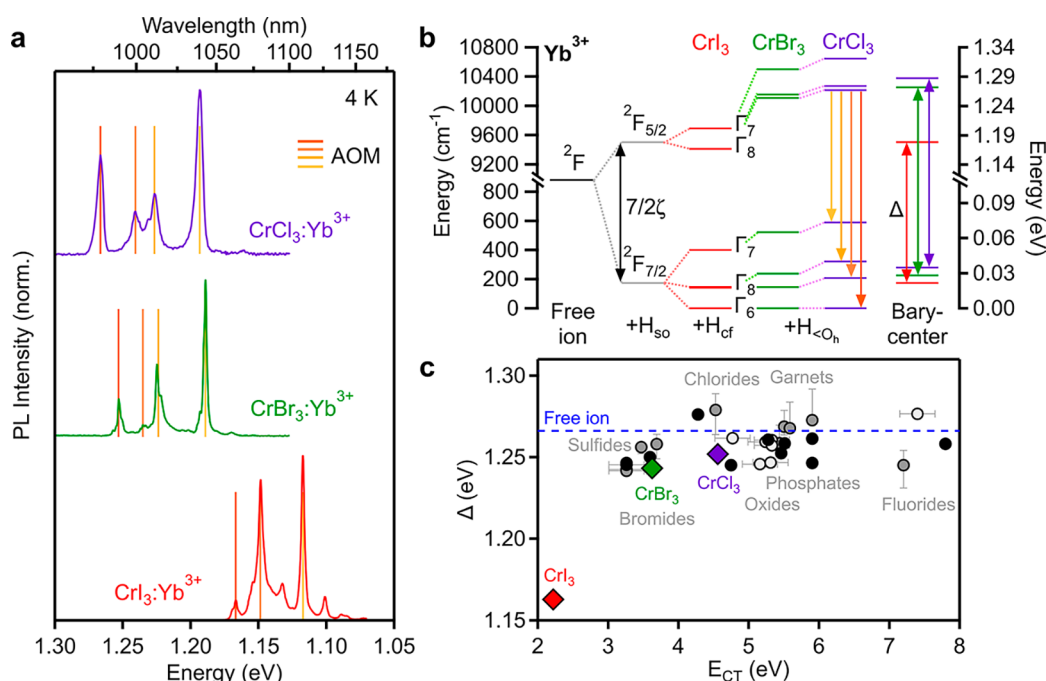 a
Wavelength (nm)
1000 1050 1100 1150
4 K
AOM
CrCl3:Yb3+
CrBr3:Yb3+
CrI3:Yb3+
PL Intensity (norm.)
1.30 1.25 1.20 1.15 1.10 1.05
Energy (eV)
b
Yb3+
CrI3 CrBr3 CrCl3
Energy (cm-1)
10800
10400
10000
9600
9200
800
600
400
200
0
2F
2F5/2
2F7/2
7/2ζ
Γ7
Γ8
Γ7
Γ8
Γ6
Δ
1.34
1.29
1.24
1.19
1.14
0.09
0.06
0.03
0.00
Energy (eV)
Free
ion
+Hso
+Hcf
+H<Oh
Bary-
center
c
Δ (eV)
1.30
1.25
1.20
1.15
Chlorides
Garnets
Free ion
Sulfides
CrBr3
CrCl3
Phosphates
Bromides
Oxides
Fluorides
CrI3
2 3 4 5 6 7 8
ECT (eV)